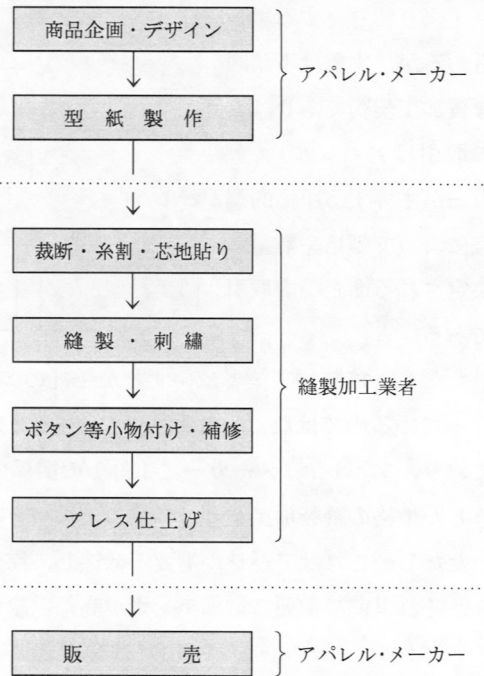 商品企画・デザイン
アパレル・メーカー
型紙製作
裁断・糸割・芯地貼り
縫製・刺繡
縫製加工業者
ボタン等小物付け・補修
プレス仕上げ
販売
アパレル・メーカー